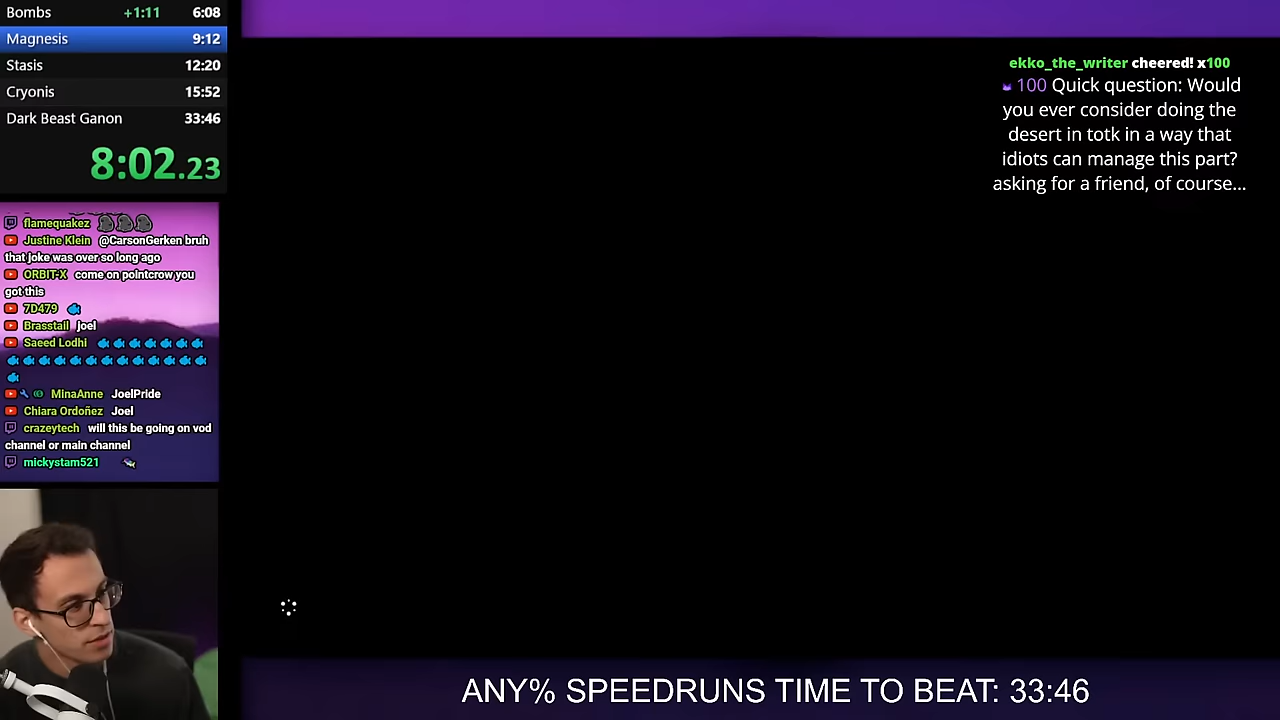 Bombs +1:11 6:08
Magnesis 9:12
Stasis 12:20
Cryonis 15:52
Dark Beast Ganon 33:46
8:02.23
flamequakez
Justine Klein @CarsonGerken bruh
that joke was over so long ago
ORBIT-X come on pointcrow you
got this
7D479
Brasstail joel
Saeed Lodhi
MinaAnne JoelPride
Chiara Ordoñez Joel
crazeytech will this be going on vod
channel or main channel
mickystam521
ekko_the_writer cheered! x100
100 Quick question: Would
you ever consider doing the
desert in totk in a way that
idiots can manage this part?
asking for a friend, of course...
ANY% SPEEDRUNS TIME TO BEAT: 33:46